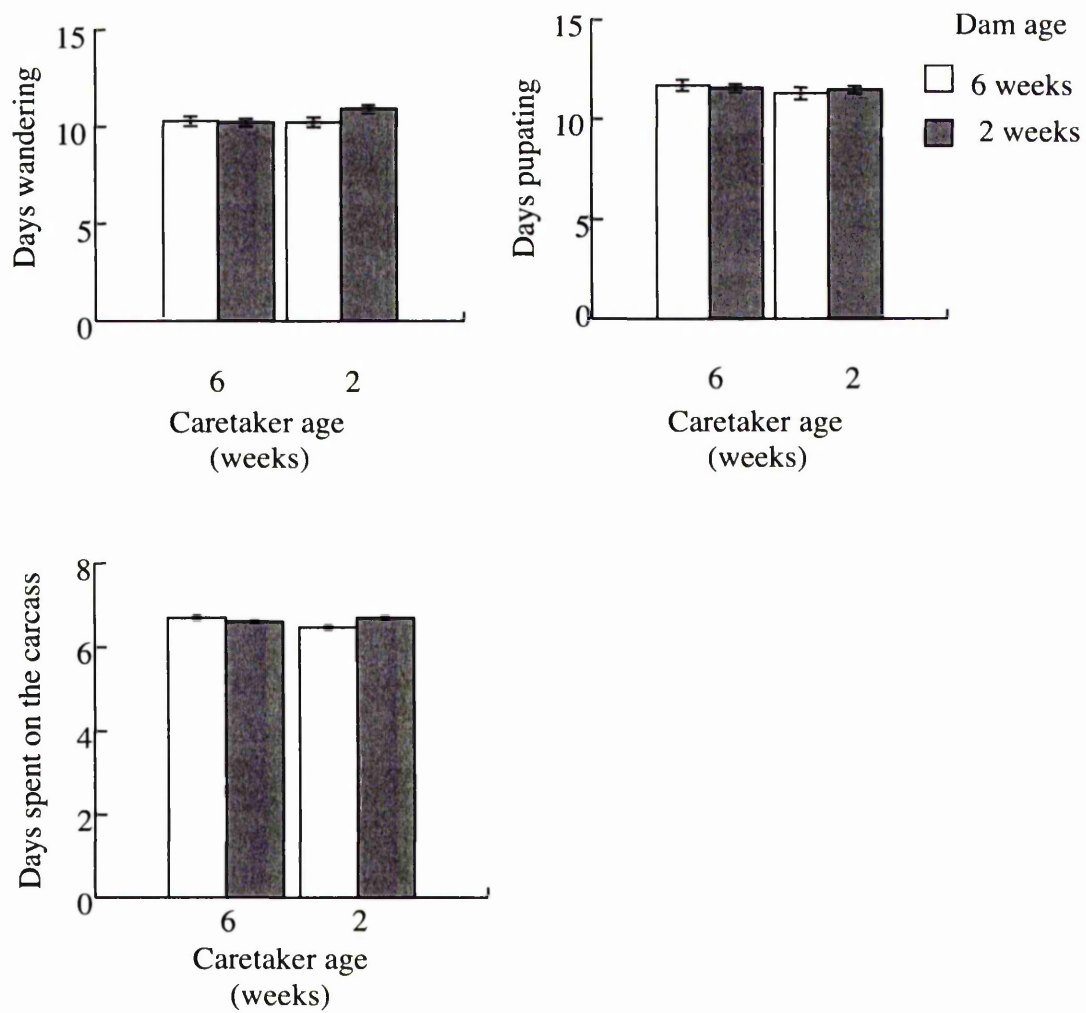 15
10
5
0
Days wandering
6 2
Caretaker age
(weeks)
15
10
5
0
Days pupating
6 2
Caretaker age
(weeks)
Dam age
6 weeks
2 weeks
8
6
4
2
0
Days spent on the carcass
6 2
Caretaker age
(weeks)